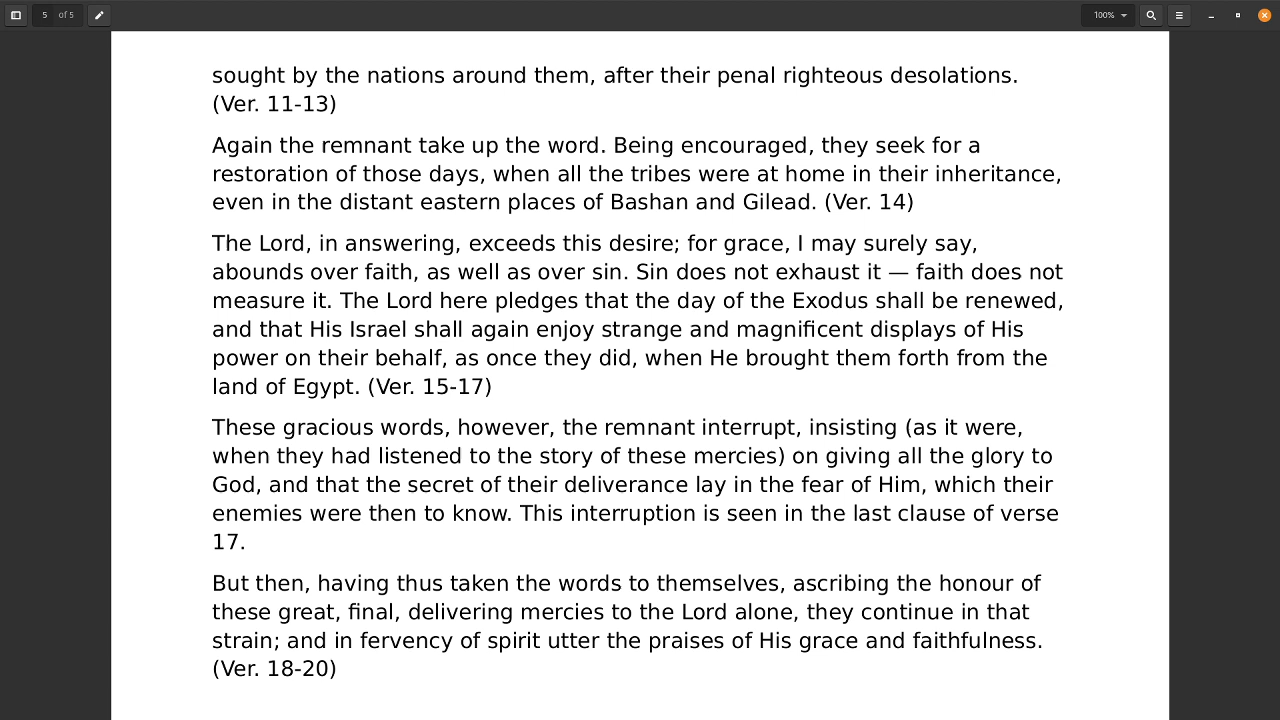 5 of 5
100%
sought by the nations around them, after their penal righteous desolations.
(Ver. 11-13)
Again the remnant take up the word. Being encouraged, they seek for a
restoration of those days, when all the tribes were at home in their inheritance,
even in the distant eastern places of Bashan and Gilead. (Ver. 14)
The Lord, in answering, exceeds this desire; for grace, I may surely say,
abounds over faith, as well as over sin. Sin does not exhaust it — faith does not
measure it. The Lord here pledges that the day of the Exodus shall be renewed,
and that His Israel shall again enjoy strange and magnificent displays of His
power on their behalf, as once they did, when He brought them forth from the
land of Egypt. (Ver. 15-17)
These gracious words, however, the remnant interrupt, insisting (as it were,
when they had listened to the story of these mercies) on giving all the glory to
God, and that the secret of their deliverance lay in the fear of Him, which their
enemies were then to know. This interruption is seen in the last clause of verse
17.
But then, having thus taken the words to themselves, ascribing the honour of
these great, final, delivering mercies to the Lord alone, they continue in that
strain; and in fervency of spirit utter the praises of His grace and faithfulness.
(Ver. 18-20)